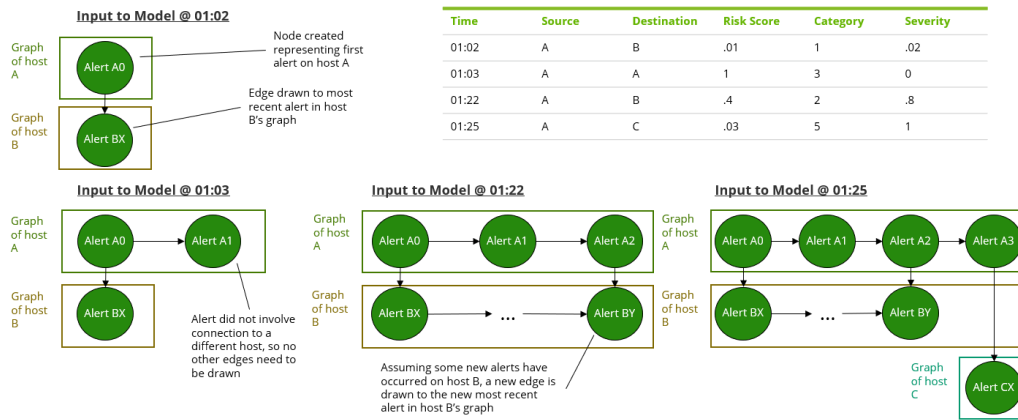 Input to Model @ 01:02
Graph
of host
A
Alert A0
Node created
representing first
alert on host A
Edge drawn to most
recent alert in host
B's graph
Graph
of host
B
Alert BX
Time Source Destination Risk Score Category Severity
01:02 A B .01 1 .02
01:03 A A 1 3 0
01:22 A B .4 2 .8
01:25 A C .03 5 1
Input to Model @ 01:03
Graph
of host
A
Alert A0
Alert A1
Graph
of host
B
Alert BX
Alert did not involve
connection to a
different host, so no
other edges need to
be drawn
Input to Model @ 01:22
Graph
of host
A
Alert A0
Alert A1
Alert A2
Graph
of host
B
Alert BX
...
Alert BY
Assuming some new alerts have
occurred on host B, a new edge is
drawn to the new most recent
alert in host B's graph
Input to Model @ 01:25
Graph
of host
A
Alert A0
Alert A1
Alert A2
Alert A3
Graph
of host
B
Alert BX
...
Alert BY
Graph
of host
C
Alert CX